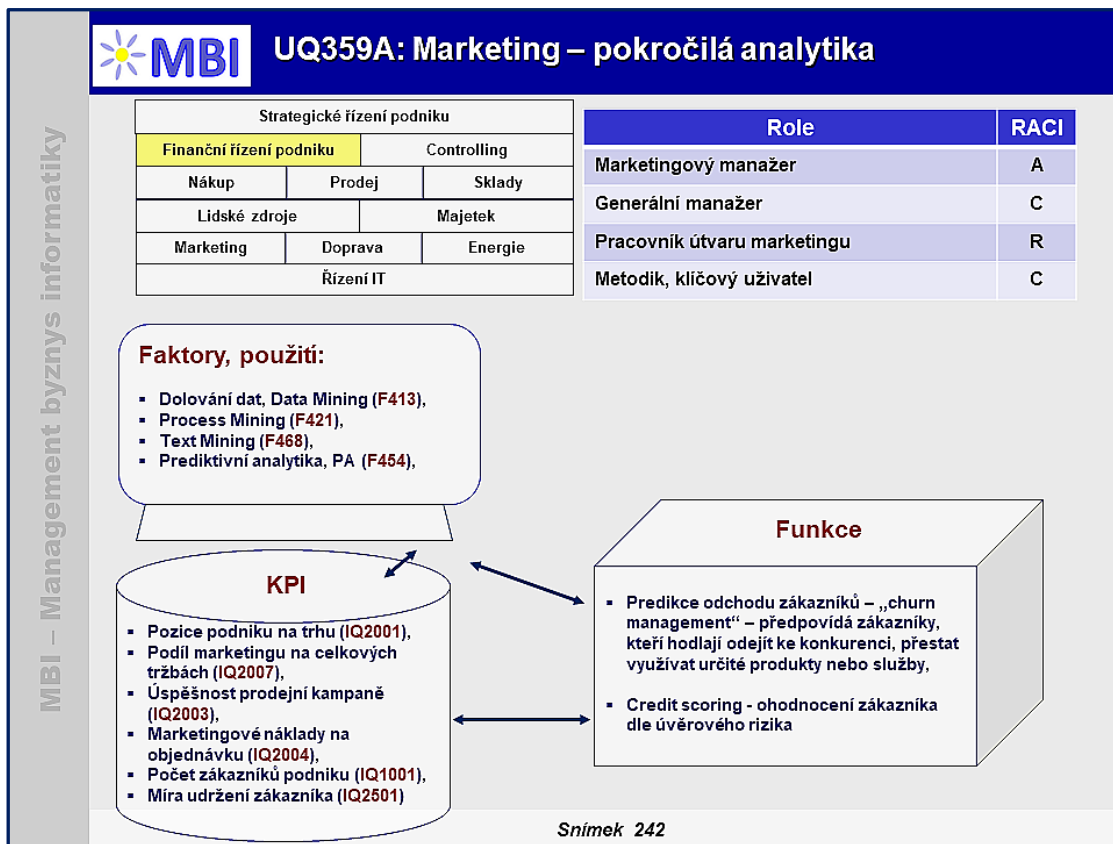 MBI
UQ359A: Marketing – pokročilá analytika
MBI – Management byznys informatiky
Strategické řízení podniku
Finanční řízení podniku
Controlling
Nákup
Prodej
Sklady
Lidské zdroje
Majetek
Marketing
Doprava
Energie
Řízení IT
Role
RACI
Marketingový manažer
A
Generální manažer
C
Pracovník útvaru marketingu
R
Metodik, klíčový uživatel
C
Faktory, použití:
▪ Dolování dat, Data Mining (F413),
▪ Process Mining (F421),
▪ Text Mining (F468),
▪ Prediktivní analytika, PA (F454),
KPI
▪ Pozice podniku na trhu (IQ2001),
▪ Podíl marketingu na celkových
tržbách (IQ2007),
▪ Úspěšnost prodejní kampaně
(IQ2003),
▪ Marketingové náklady na
objednávku (IQ2004),
▪ Počet zákazníků podniku (IQ1001),
▪ Míra udržení zákazníka (IQ2501)
Funkce
▪ Predikce odchodu zákazníků – „churn
management“ – předpovídá zákazníky,
kteří hodlají odejít ke konkurenci, přestat
využívat určité produkty nebo služby,
▪ Credit scoring - ohodnocení zákazníka
dle úvěrového rizika
Snímek 242